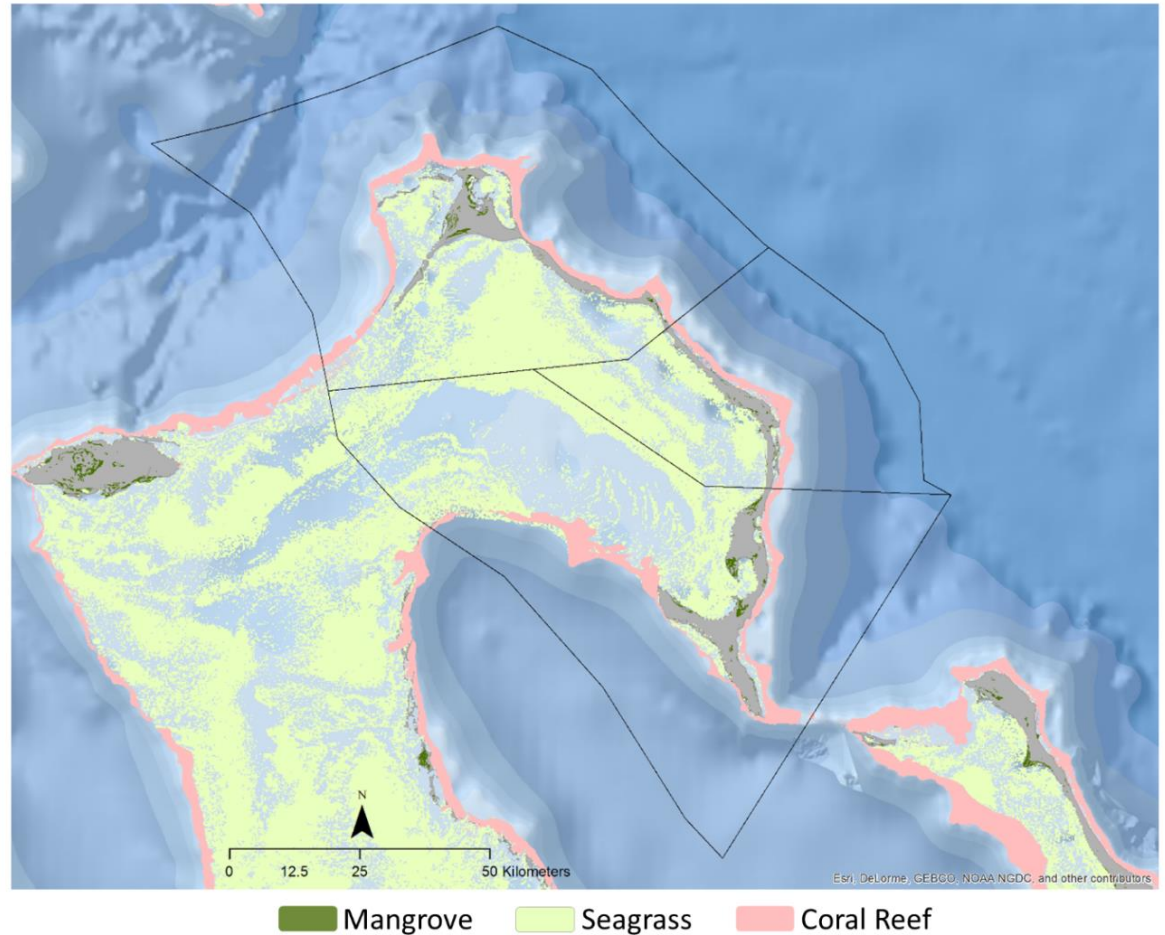 N
0 12.5 25 50 Kilometers
Esri, DeLorme, GEBCO, NOAA NGDC, and other contributors
Mangrove Seagrass Coral Reef